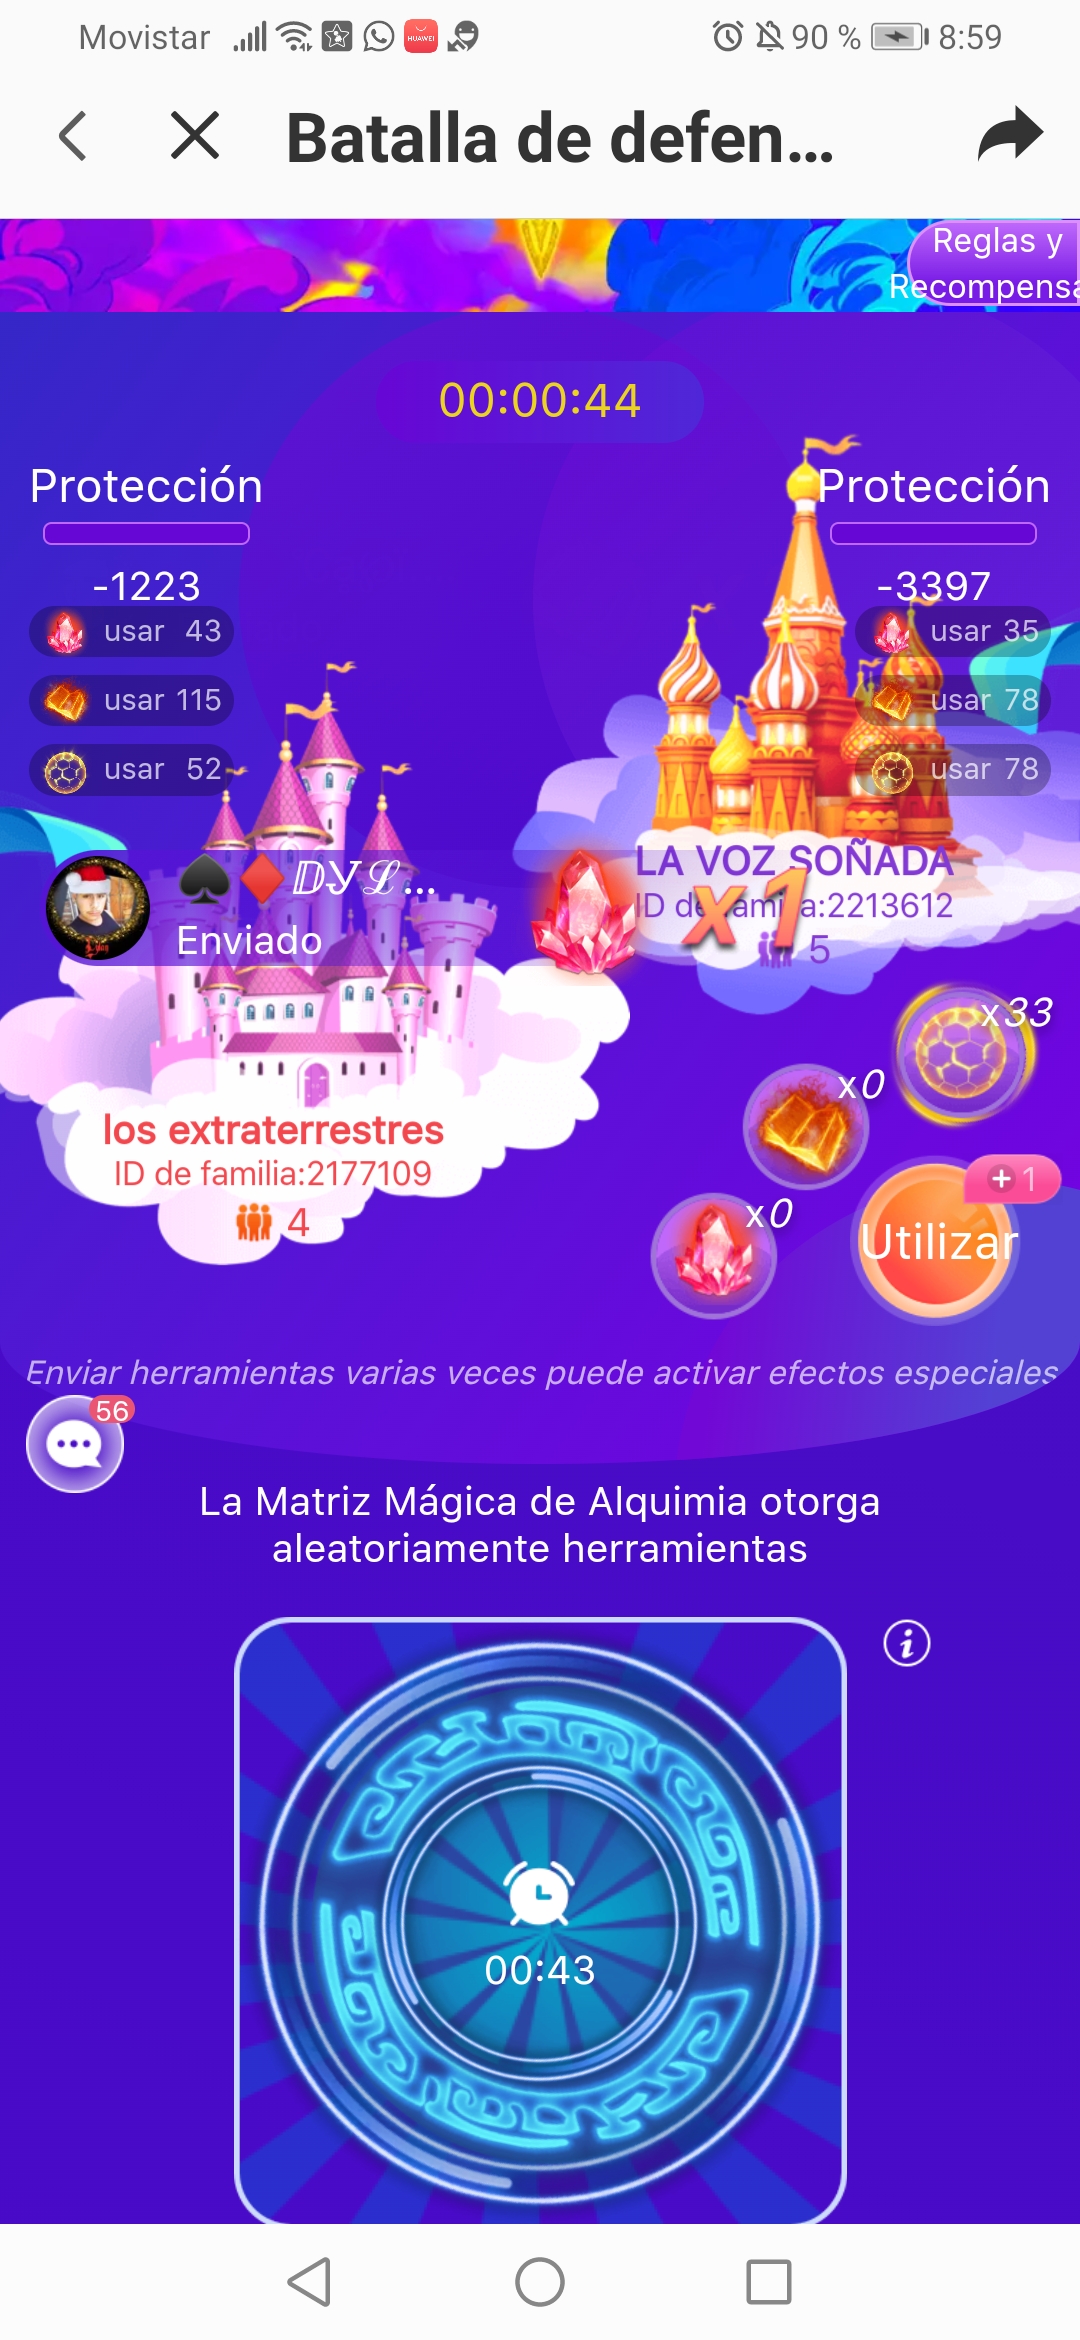 Movistar 90 % 8:59
HUAWEI
Batalla de defen...
Reglas y
Recompensa
00:00:44
Protección
-1223
usar 43
usar 115
usar 52
Protección
-3397
usar 35
usar 78
usar 78
♠♦𝔻𝒴ℒ...
Enviado
x1
LA VOZ SOÑADA
ID de familia:2213612
5
los extraterrestres
ID de familia:2177109
4
x33
x0
x0
+1
Utilizar
Enviar herramientas varias veces puede activar efectos especiales
56
La Matriz Mágica de Alquimia otorga
aleatoriamente herramientas
i
00:43